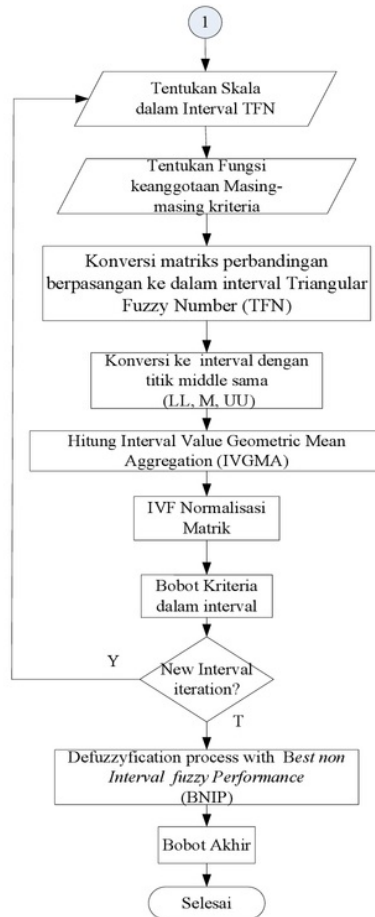 1
Tentukan Skala
dalam Interval TFN
Tentukan Fungsi
keanggotaan Masing-
masing kriteria
Konversi matriks perbandingan
berpasangan ke dalam interval Triangular
Fuzzy Number (TFN)
Konversi ke interval dengan
titik middle sama
(LL, M, UU)
Hitung Interval Value Geometric Mean
Aggregation (IVGMA)
IVF Normalisasi
Matrik
Bobot Kriteria
dalam interval
Y
New Interval
iteration?
T
Defuzzyfication process with Best non
Interval fuzzy Performance
(BNIP)
Bobot Akhir
Selesai